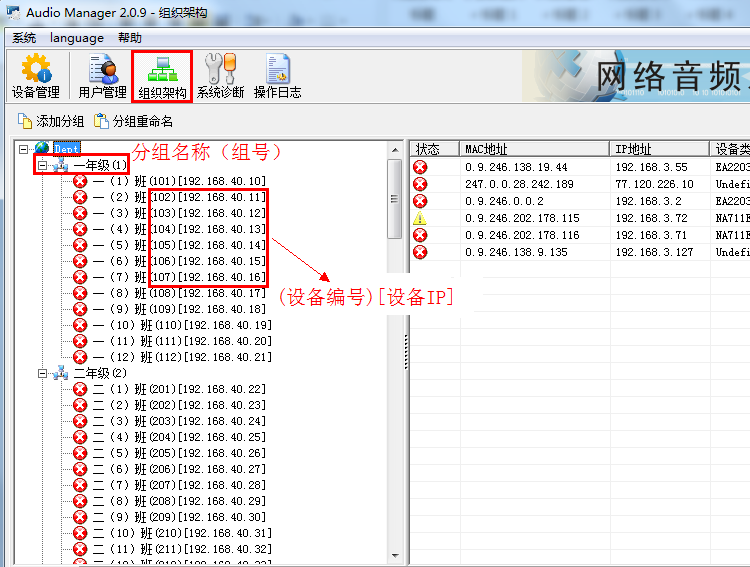 Audio Manager 2.0.9 - 组织架构
系统 language 帮助
设备管理 用户管理 组织架构 系统诊断 操作日志
网络音频
添加分组 分组重命名
Dept
分组名称（组号）
一年级(1)
一（1）班(101)[192.168.40.10]
一（2）班(102)[192.168.40.11]
一（3）班(103)[192.168.40.12]
一（4）班(104)[192.168.40.13]
一（5）班(105)[192.168.40.14]
一（6）班(106)[192.168.40.15]
一（7）班(107)[192.168.40.16]
一（8）班(108)[192.168.40.17]
一（9）班(109)[192.168.40.18]
一（10）班(110)[192.168.40.19]
一（11）班(111)[192.168.40.20]
一（12）班(112)[192.168.40.21]
(设备编号)[设备IP]
二年级(2)
二（1）班(201)[192.168.40.22]
二（2）班(202)[192.168.40.23]
二（3）班(203)[192.168.40.24]
二（4）班(204)[192.168.40.25]
二（5）班(205)[192.168.40.26]
二（6）班(206)[192.168.40.27]
二（7）班(207)[192.168.40.28]
二（8）班(208)[192.168.40.29]
二（9）班(209)[192.168.40.30]
二（10）班(210)[192.168.40.31]
二（11）班(211)[192.168.40.32]
状态 MAC地址 IP地址 设备类
0.9.246.138.19.44 192.168.3.55 EA2203
247.0.0.28.242.189 77.120.226.10 Undefi
0.9.246.0.0.2 192.168.3.2 EA2203
0.9.246.202.178.115 192.168.3.72 NA711E
0.9.246.202.178.116 192.168.3.71 NA711E
0.9.246.138.9.135 192.168.3.127 Undefi